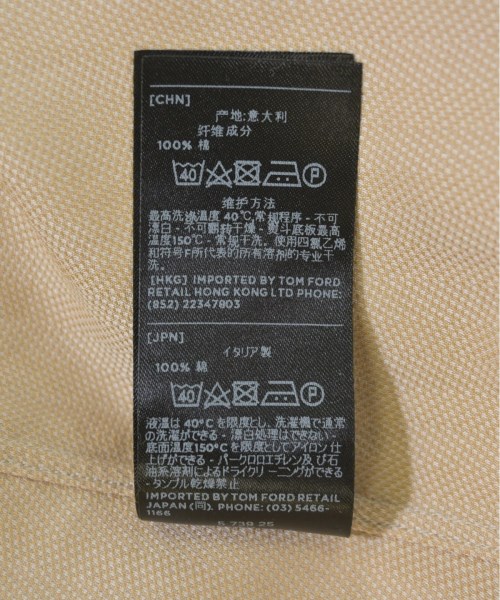 [CHN]
产地:意大利
纤维成分
100% 棉
40 P
维护方法
最高洗涤温度 40℃常规程序 - 不可
漂白 - 不可翻转干燥 - 熨斗底板最高
温度150℃ - 常规干洗。使用四氯乙烯
和符号F所代表的所有溶剂的专业干
洗。
[HKG] IMPORTED BY TOM FORD
RETAIL HONG KONG LTD PHONE:
(852) 22347803
[JPN]
イタリア製
100% 綿
40 P
液温は 40°C を限度とし、洗濯機で通常
の洗濯ができる - 漂白処理はできない -
底面温度150℃を限度としてアイロン仕
上げができる - パークロロエチレン及び石
油系溶剤によるドライクリーニングができる
- タンブル乾燥禁止
IMPORTED BY TOM FORD RETAIL
JAPAN (同). PHONE: (03) 5466-
1166